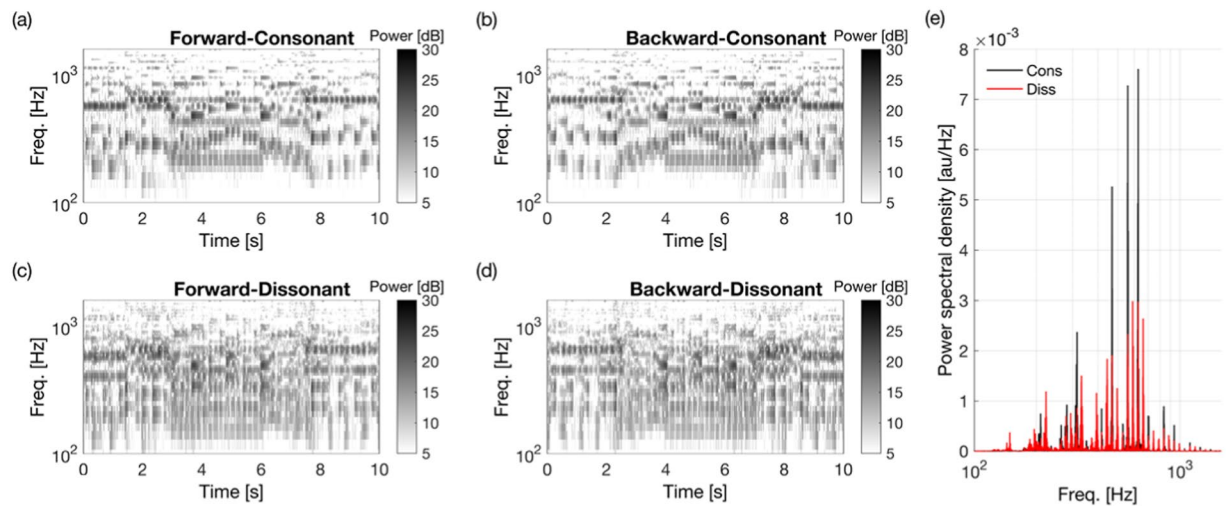 (a)
Forward-Consonant
Power [dB]
30
25
20
15
10
5
10³
10²
Freq. [Hz]
0 2 4 6 8 10
Time [s]
(b)
Backward-Consonant
Power [dB]
30
25
20
15
10
5
10³
10²
Freq. [Hz]
0 2 4 6 8 10
Time [s]
(c)
Forward-Dissonant
Power [dB]
30
25
20
15
10
5
10³
10²
Freq. [Hz]
0 2 4 6 8 10
Time [s]
(d)
Backward-Dissonant
Power [dB]
30
25
20
15
10
5
10³
10²
Freq. [Hz]
0 2 4 6 8 10
Time [s]
(e)
×10⁻³
8
7
6
5
4
3
2
1
0
Cons
Diss
Power spectral density [au/Hz]
10² 10³
Freq. [Hz]